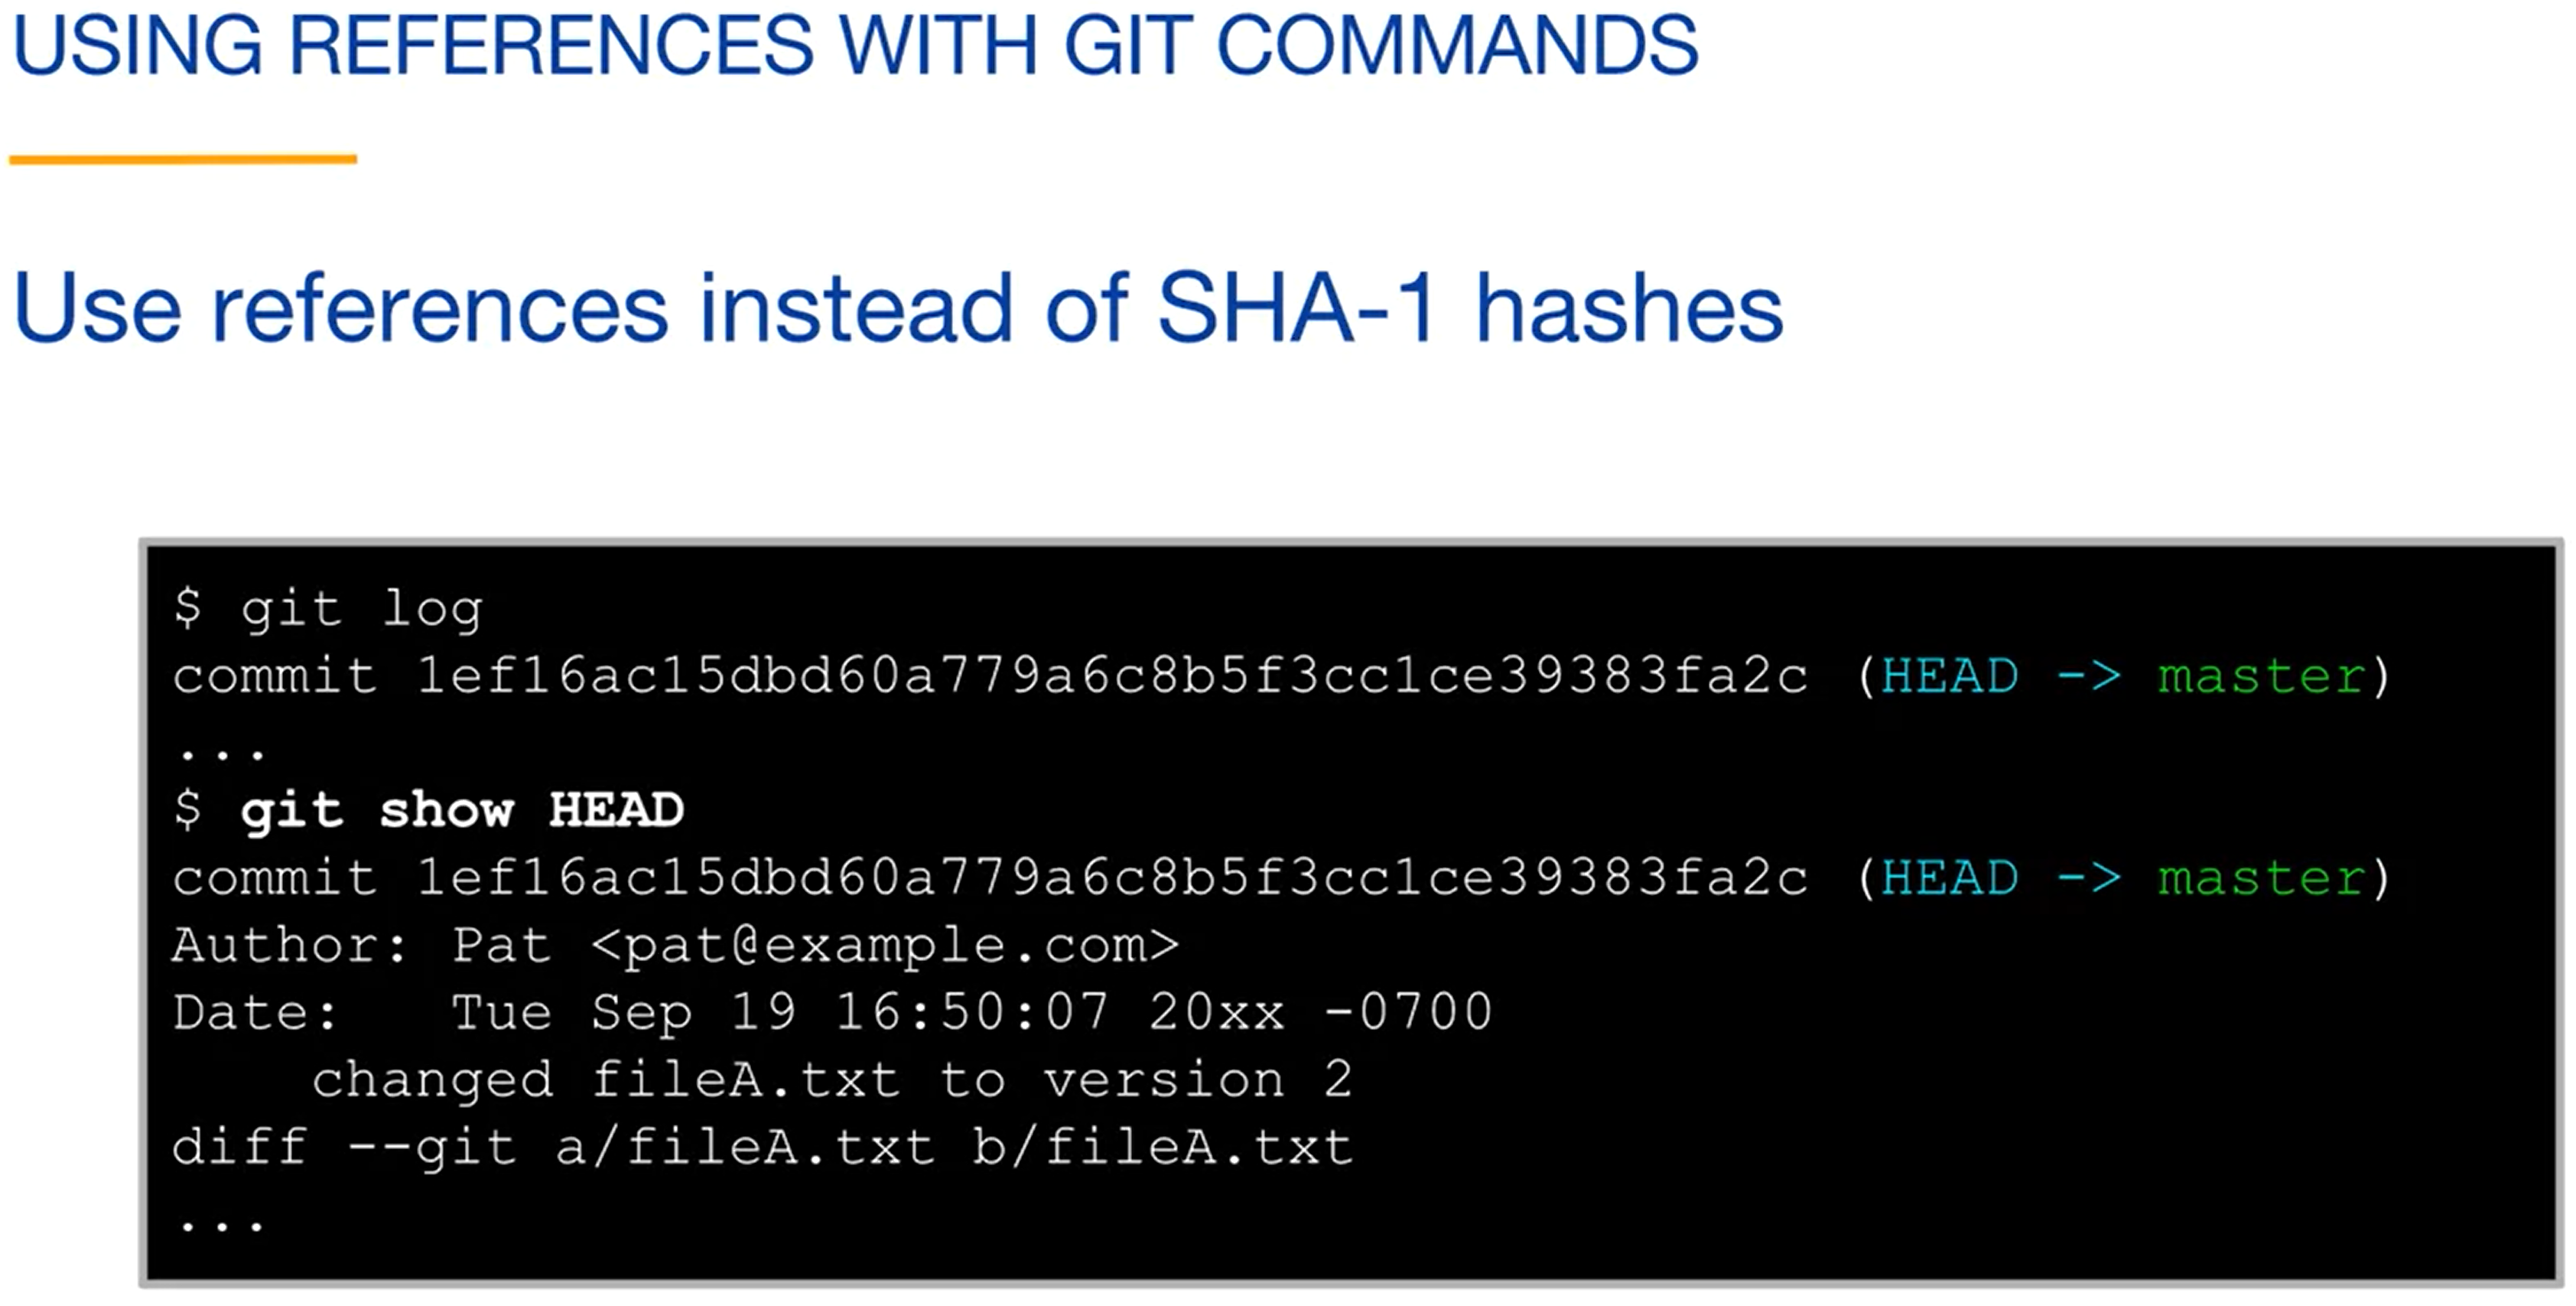 USING REFERENCES WITH GIT COMMANDS
Use references instead of SHA-1 hashes
$ git log
commit 1ef16ac15dbd60a779a6c8b5f3cc1ce39383fa2c (HEAD -> master)
...
$ git show HEAD
commit 1ef16ac15dbd60a779a6c8b5f3cc1ce39383fa2c (HEAD -> master)
Author: Pat <pat@example.com>
Date:   Tue Sep 19 16:50:07 20xx -0700
    changed fileA.txt to version 2
diff --git a/fileA.txt b/fileA.txt
...